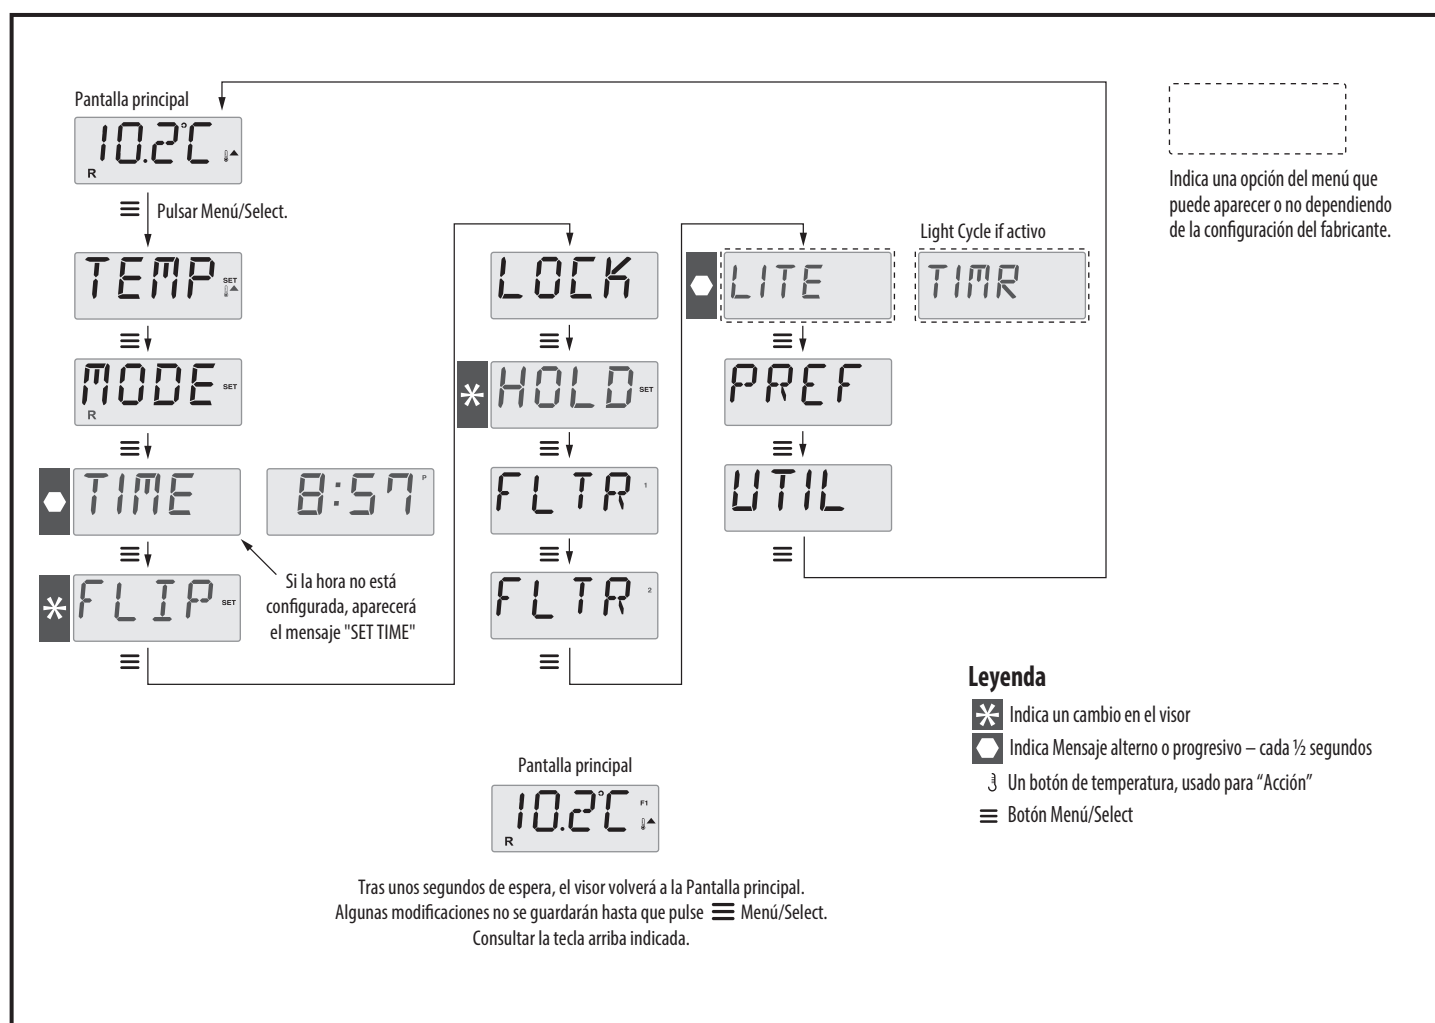 Pantalla principal
10.2°C
R
Pulsar Menú/Select.
TEMP SET
MODE SET
R
TIME
8:57 P
Si la hora no está
configurada, aparecerá
el mensaje "SET TIME"
FLIP SET
LOCK
HOLD SET
FLTR 1
FLTR 2
Light Cycle if activo
LITE
TIMR
PREF
UTIL
Indica una opción del menú que
puede aparecer o no dependiendo
de la configuración del fabricante.
Leyenda
Indica un cambio en el visor
Indica Mensaje alterno o progresivo – cada ½ segundos
Un botón de temperatura, usado para “Acción”
Botón Menú/Select
Pantalla principal
10.2°C F1
R
Tras unos segundos de espera, el visor volverá a la Pantalla principal.
Algunas modificaciones no se guardarán hasta que pulse Menú/Select.
Consultar la tecla arriba indicada.